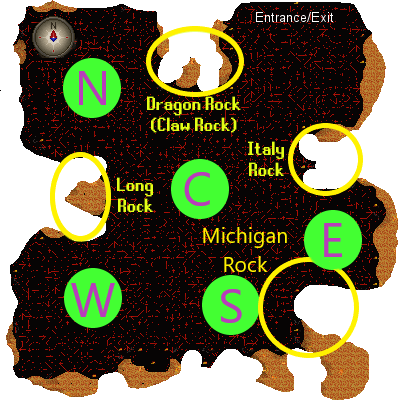 Entrance/Exit
N
Dragon Rock
(Claw Rock)
Italy
Rock
Long
Rock
C
Michigan
Rock
E
W
S